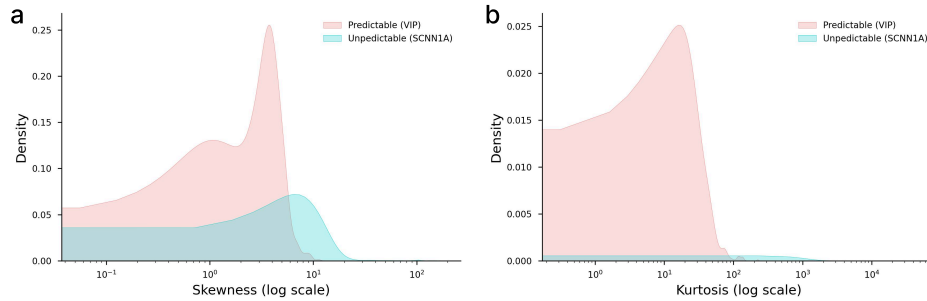 a
0.25
0.20
0.15
0.10
0.05
0.00
Density
Predictable (VIP)
Unpedictable (SCNN1A)
10⁻¹
10⁰
10¹
10²
Skewness (log scale)
b
0.025
0.020
0.015
0.010
0.005
0.000
Density
Predictable (VIP)
Unpedictable (SCNN1A)
10⁰
10¹
10²
10³
10⁴
Kurtosis (log scale)